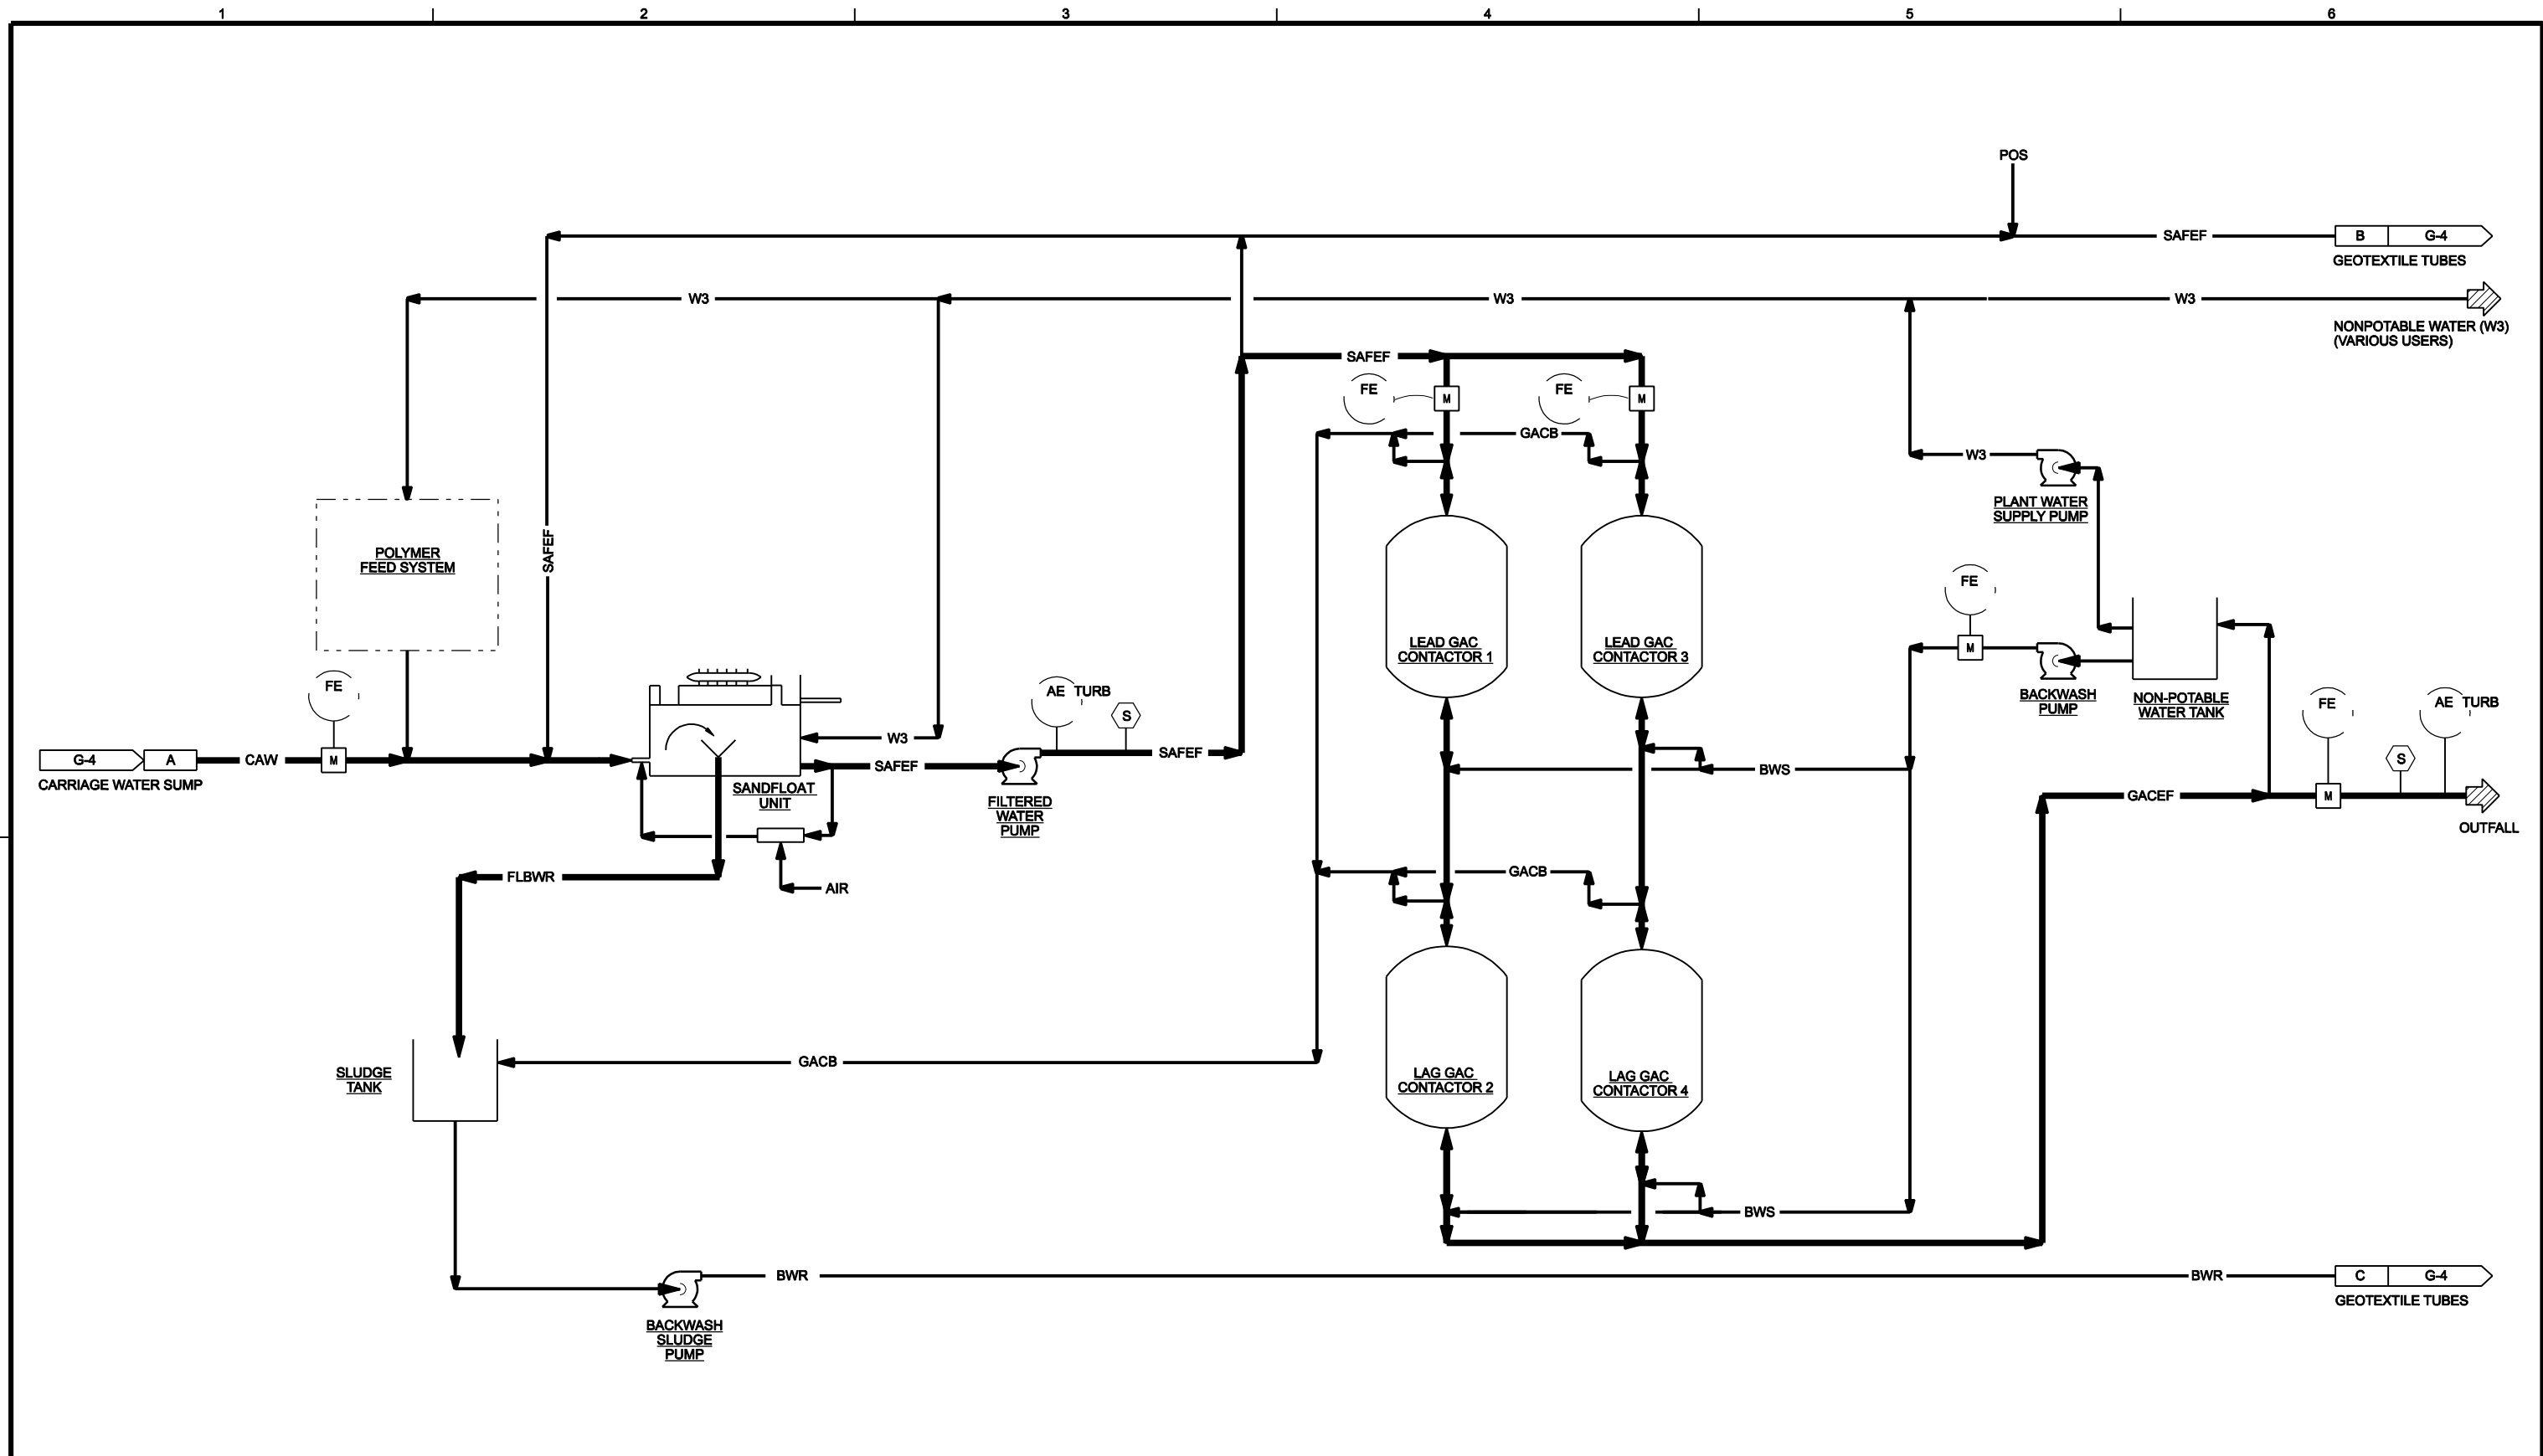 1 2 3 4 5 6
POS
SAFEF
B G-4
GEOTEXTILE TUBES
W3 W3 W3
NONPOTABLE WATER (W3)
(VARIOUS USERS)
SAFEF
FE M FE M
GACB
W3
PLANT WATER
SUPPLY PUMP
SAFEF
POLYMER
FEED SYSTEM
FE
M
BACKWASH
PUMP
NON-POTABLE
WATER TANK
LEAD GAC
CONTACTOR 1
LEAD GAC
CONTACTOR 3
FE
AE TURB
S
FE
AE TURB
S
G-4 A
CAW
M
CARRIAGE WATER SUMP
W3
SAFEF
SAFEF
SANDFLOAT
UNIT
FILTERED
WATER
PUMP
BWS
GACEF
M
OUTFALL
FLBWR
AIR
GACB
SLUDGE
TANK
GACB
LAG GAC
CONTACTOR 2
LAG GAC
CONTACTOR 4
BWS
BWR
BWR
C G-4
GEOTEXTILE TUBES
BACKWASH
SLUDGE
PUMP